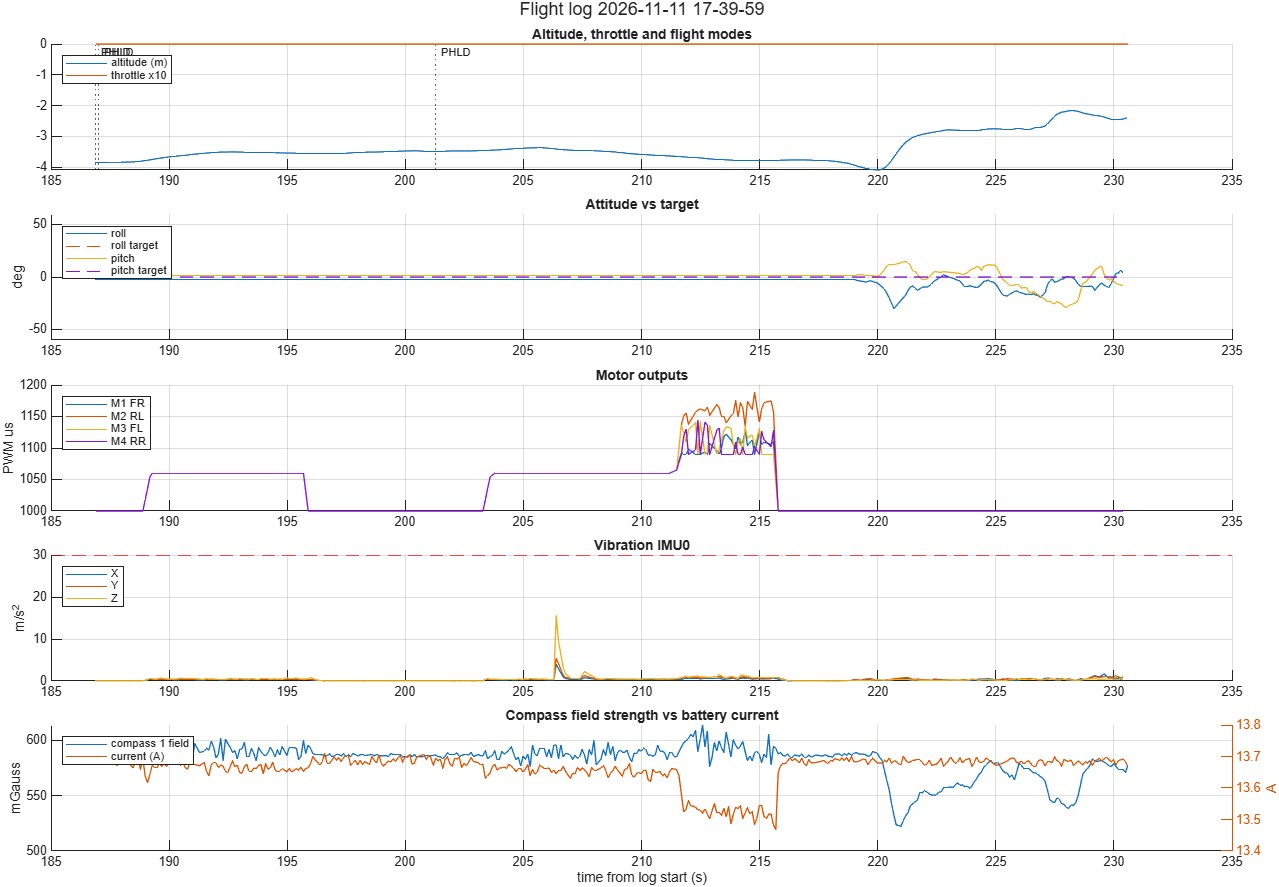 Flight log 2026-11-11 17-39-59
Altitude, throttle and flight modes
PHLD
PHLD
altitude (m)
throttle x10
0
-1
-2
-3
-4
185 190 195 200 205 210 215 220 225 230 235
Attitude vs target
deg
50
0
-50
roll
roll target
pitch
pitch target
185 190 195 200 205 210 215 220 225 230 235
Motor outputs
PWM us
1200
1150
1100
1050
1000
M1 FR
M2 RL
M3 FL
M4 RR
185 190 195 200 205 210 215 220 225 230 235
Vibration IMU0
m/s²
30
20
10
0
X
Y
Z
185 190 195 200 205 210 215 220 225 230 235
Compass field strength vs battery current
mGauss
600
550
500
compass 1 field
current (A)
13.8
13.7
13.6
13.5
13.4
A
185 190 195 200 205 210 215 220 225 230 235
time from log start (s)